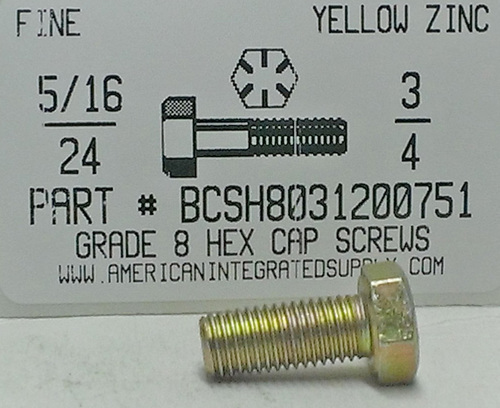 FINE YELLOW ZINC
5/16 3
24 4
PART # BCSH8031200751
GRADE 8 HEX CAP SCREWS
WWW.AMERICANINTEGRATEDSUPPLY.COM